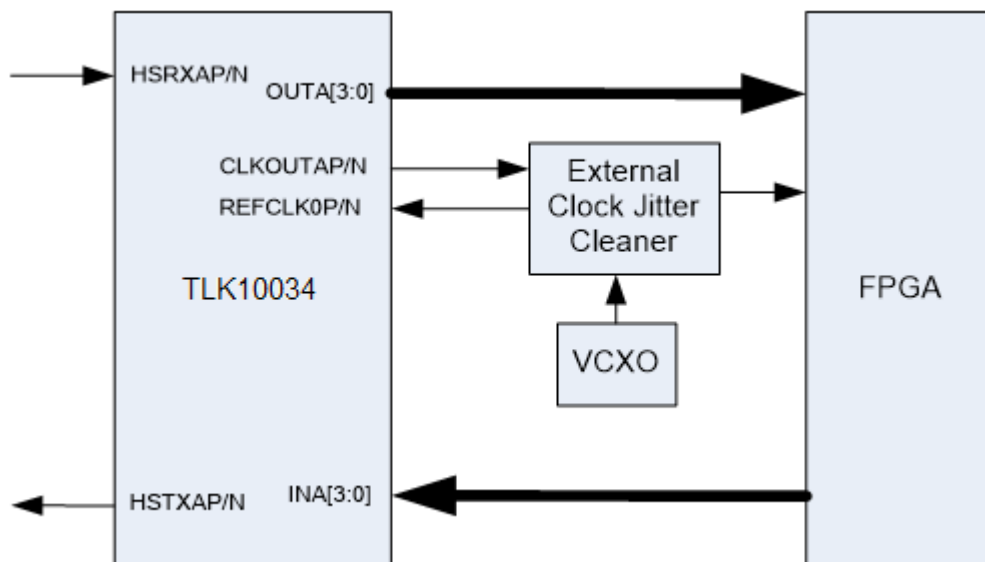 HSRXAP/N
OUTA[3:0]
CLKOUTAP/N
REFCLK0P/N
External
Clock Jitter
Cleaner
TLK10034
FPGA
VCXO
HSTXAP/N
INA[3:0]